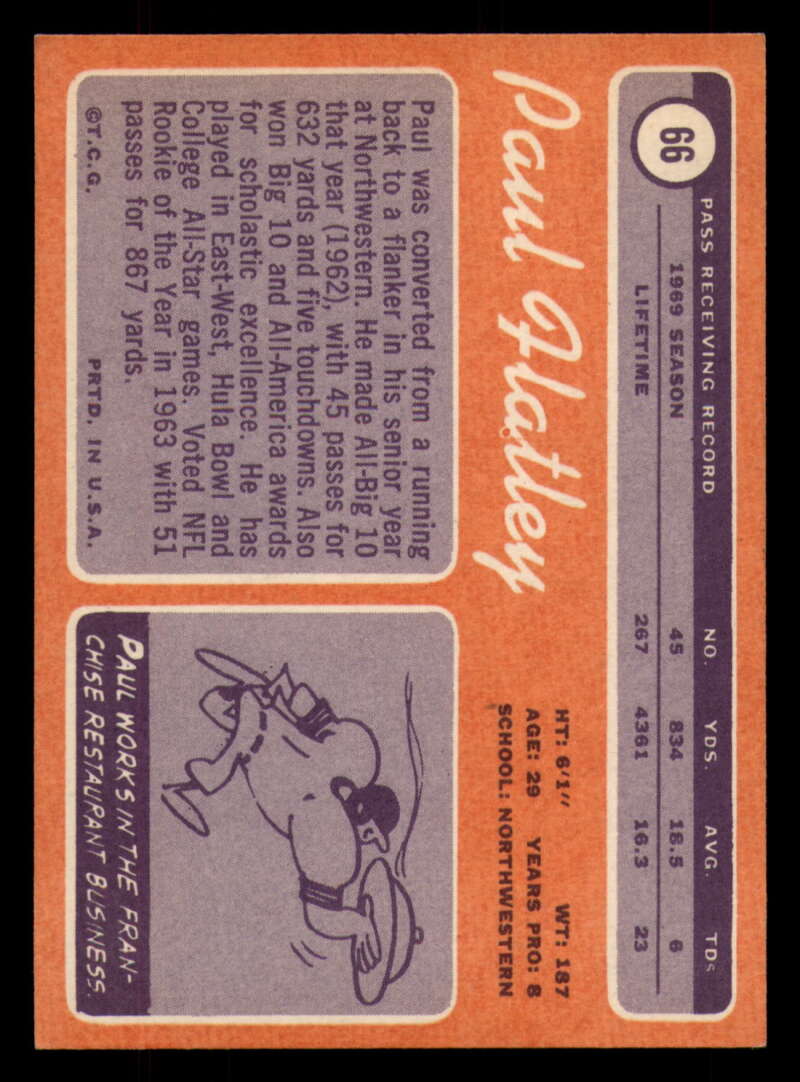 66
PASS RECEIVING RECORD NO. YDS. AVG. TDs
1969 SEASON 45 834 18.5 6
LIFETIME 267 4361 16.3 23
Paul Flatley
HT: 6'1" WT: 187
AGE: 29 YEARS PRO: 8
SCHOOL: NORTHWESTERN
Paul was converted from a running
back to a flanker in his senior year
at Northwestern. He made All-Big 10
that year (1962), with 45 passes for
632 yards and five touchdowns. Also
won Big 10 and All-America awards
for scholastic excellence. He has
played in East-West, Hula Bowl and
College All-Star games. Voted NFL
Rookie of the Year in 1963 with 51
passes for 867 yards.
©T.C.G. PRTD. IN U.S.A.
PAUL WORKS IN THE FRAN-
CHISE RESTAURANT BUSINESS.